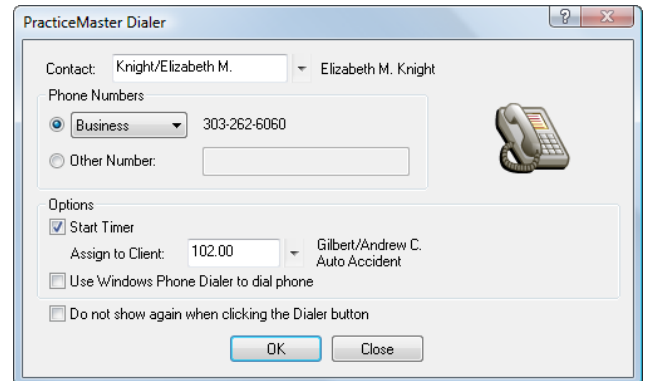 PracticeMaster Dialer
Contact: Knight/Elizabeth M. Elizabeth M. Knight
Phone Numbers
Business 303-262-6060
Other Number:
Options
Start Timer
Assign to Client: 102.00 Gilbert/Andrew C.
Auto Accident
Use Windows Phone Dialer to dial phone
Do not show again when clicking the Dialer button
OK Close